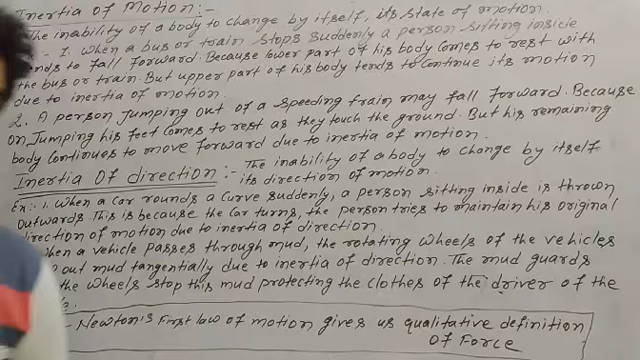 Inertia of Motion:-
The inability of a body to change by itself, its state of motion.
1. When a bus or train stops suddenly a person sitting inside
to fall forward. Because lower part of his body comes to rest with
the bus or train. But upper part of his body tends to continue its motion
due to inertia of motion.
2. A person jumping out of a speeding train may fall forward. Because
on jumping his feet comes to rest as they touch the ground. But his remaining
body continues to move forward due to inertia of motion.
Inertia Of direction :- The inability of a body to change by itself
its direction of motion.
Ex:- 1. When a car rounds a curve suddenly, a person sitting inside is thrown
outwards. This is because the car turns, the person tries to maintain his original
direction of motion due to inertia of direction.
When a vehicle passes through mud, the rotating wheels of the vehicles
out mud tangentially due to inertia of direction. The mud guards
the wheels stop this mud protecting the clothes of the driver of the
- Newton's First law of motion gives us qualitative definition
Of Force